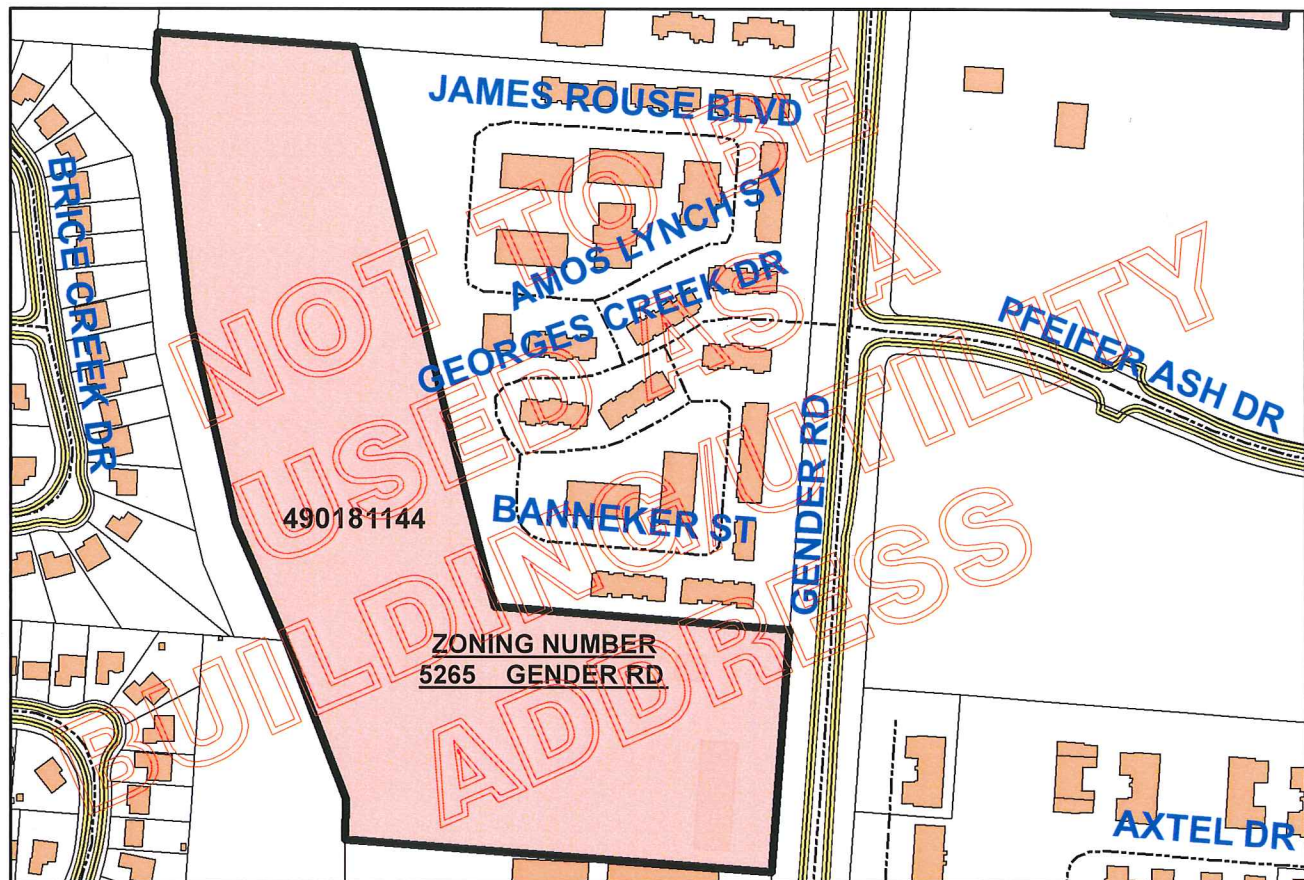 JAMES ROUSE BLVD
BRICE CREEK DR
AMOS LYNCH ST
GEORGES CREEK DR
PFEIFER ASH DR
GENDER RD
490181144
BANNEKER ST
ZONING NUMBER
5265 GENDER RD
AXTEL DR
NOT TO BE
USED AS A
BUILDING/UTILITY
ADDRESS